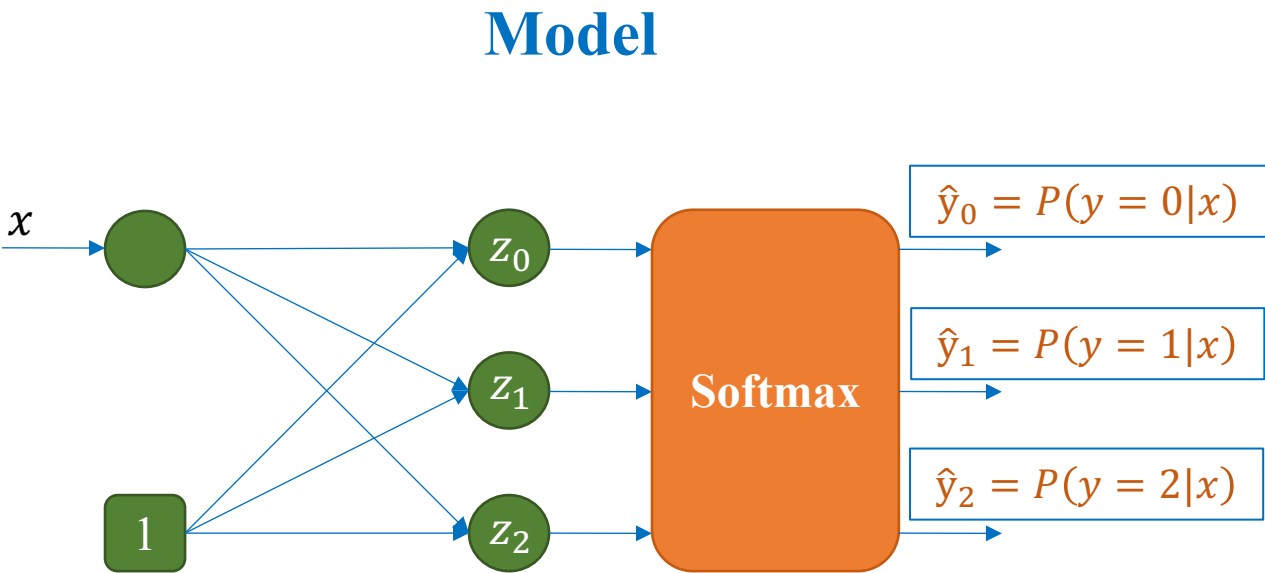 Model
x
z₀
ŷ₀ = P(y = 0|x)
z₁
Softmax
ŷ₁ = P(y = 1|x)
1
z₂
ŷ₂ = P(y = 2|x)